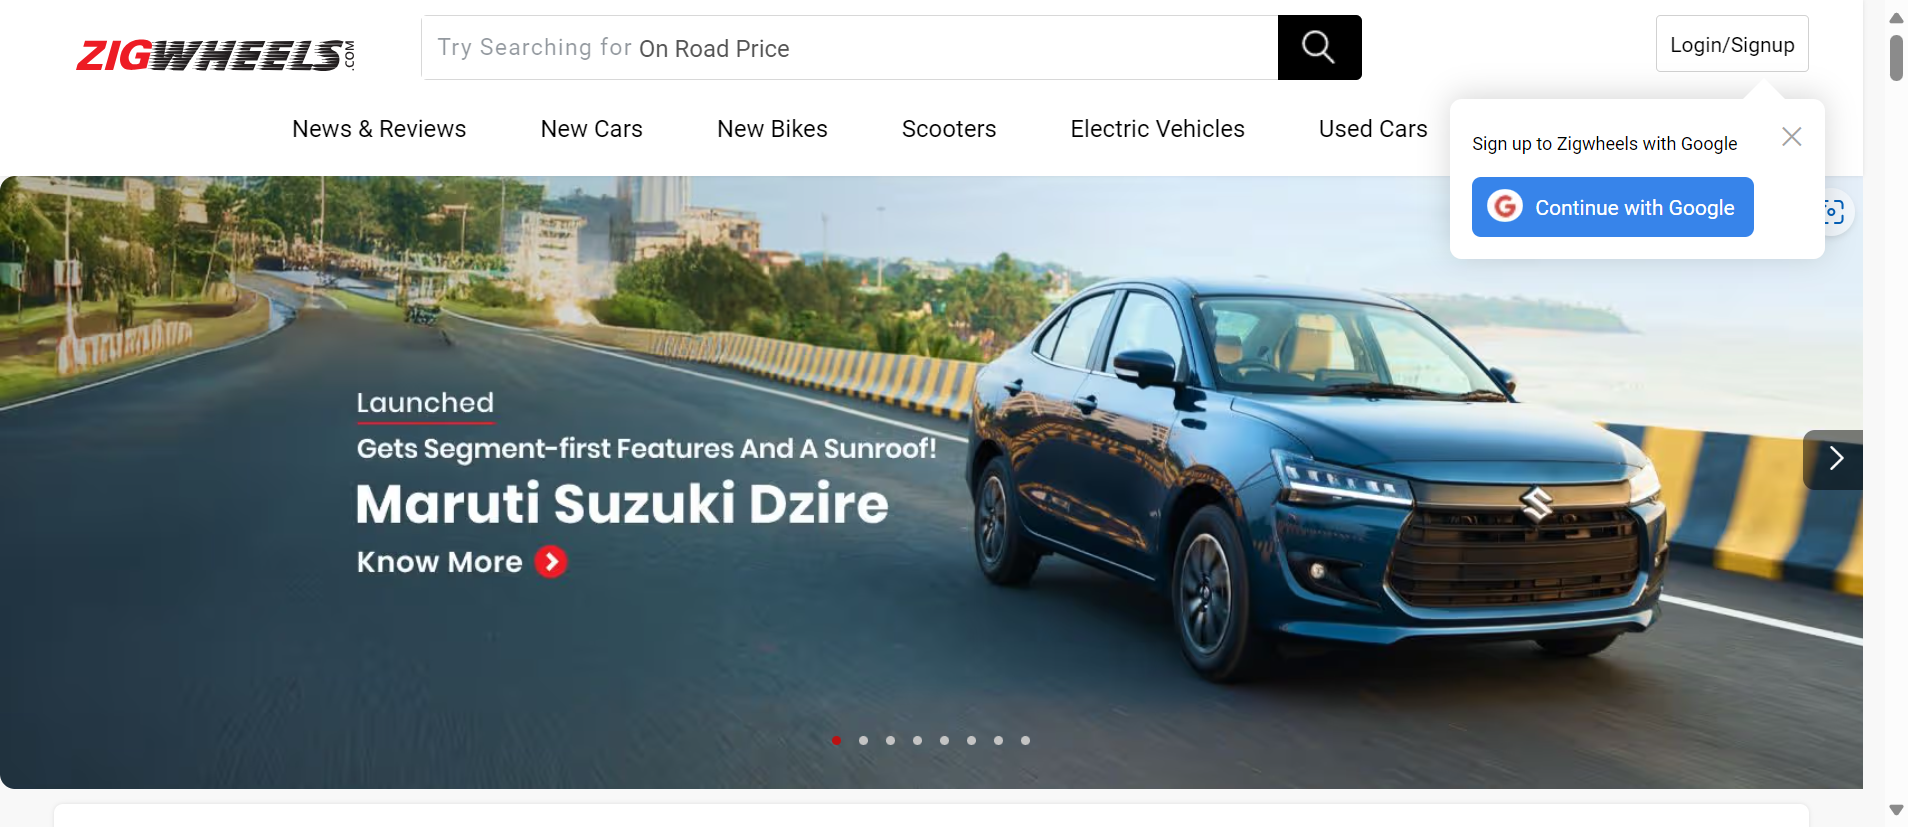 ZIGWHEELS.COM
Try Searching for On Road Price
Login/Signup
News & Reviews
New Cars
New Bikes
Scooters
Electric Vehicles
Used Cars
Sign up to Zigwheels with Google
G Continue with Google
Launched
Gets Segment-first Features And A Sunroof!
Maruti Suzuki Dzire
Know More